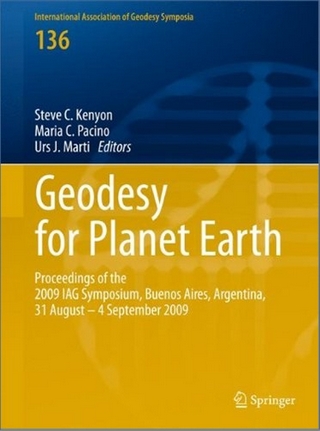 International Association of Geodesy Symposia
136
Steve C. Kenyon
Maria C. Pacino
Urs J. Marti Editors
Geodesy
for Planet Earth
Proceedings of the
2009 IAG Symposium, Buenos Aires, Argentina,
31 August – 4 September 2009
Springer